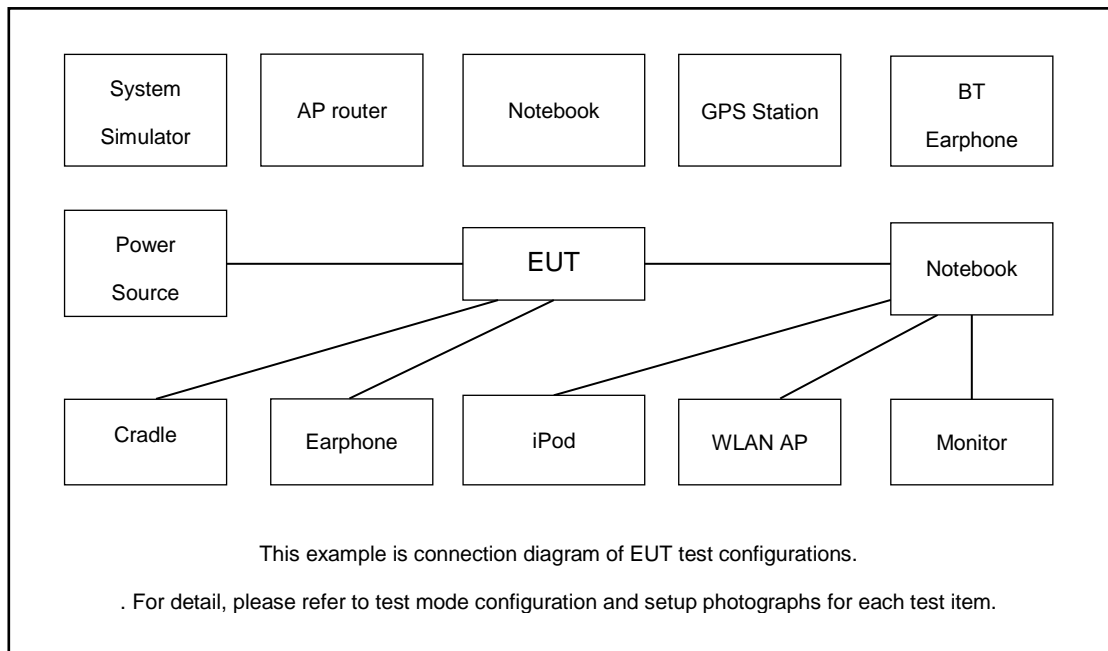 System
Simulator
AP router
Notebook
GPS Station
BT
Earphone
Power
Source
EUT
Notebook
Cradle
Earphone
iPod
WLAN AP
Monitor
This example is connection diagram of EUT test configurations.
. For detail, please refer to test mode configuration and setup photographs for each test item.